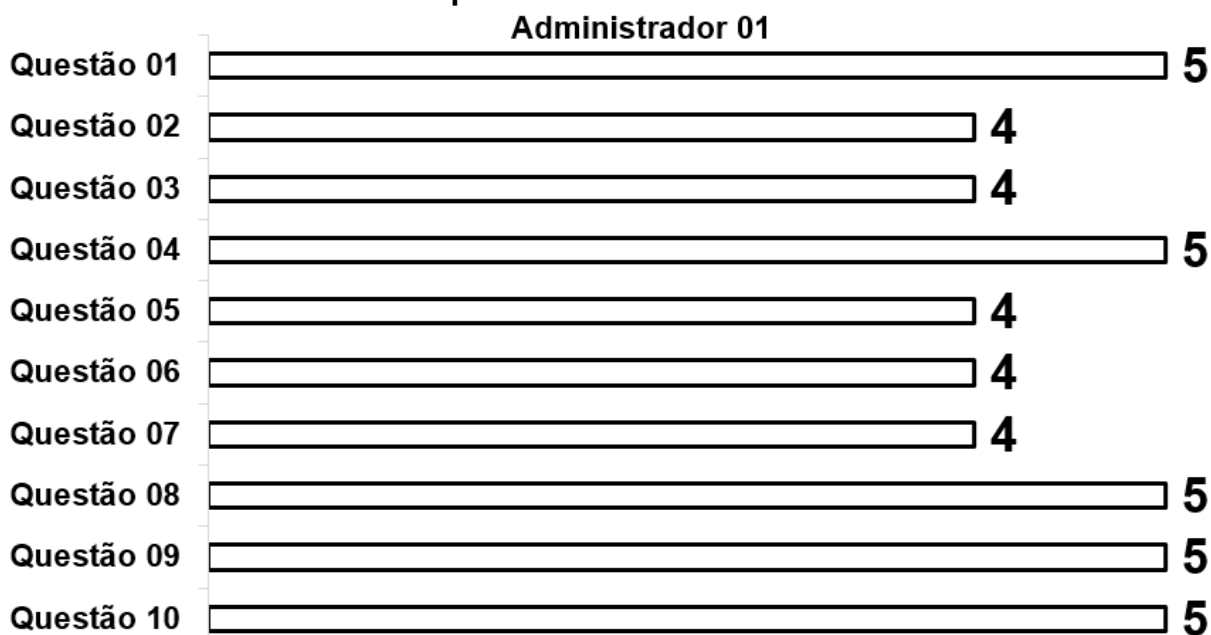 Administrador 01
Questão 01 5
Questão 02 4
Questão 03 4
Questão 04 5
Questão 05 4
Questão 06 4
Questão 07 4
Questão 08 5
Questão 09 5
Questão 10 5